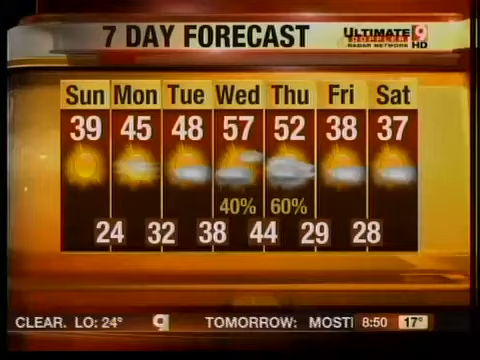 7 DAY FORECAST
ULTIMATE 9
DOPPLER
RADAR NETWORK HD
Sun Mon Tue Wed Thu Fri Sat
39 45 48 57 52 38 37
40% 60%
24 32 38 44 29 28
CLEAR. LO: 24° 9 TOMORROW: MOSTI 8:50 17°